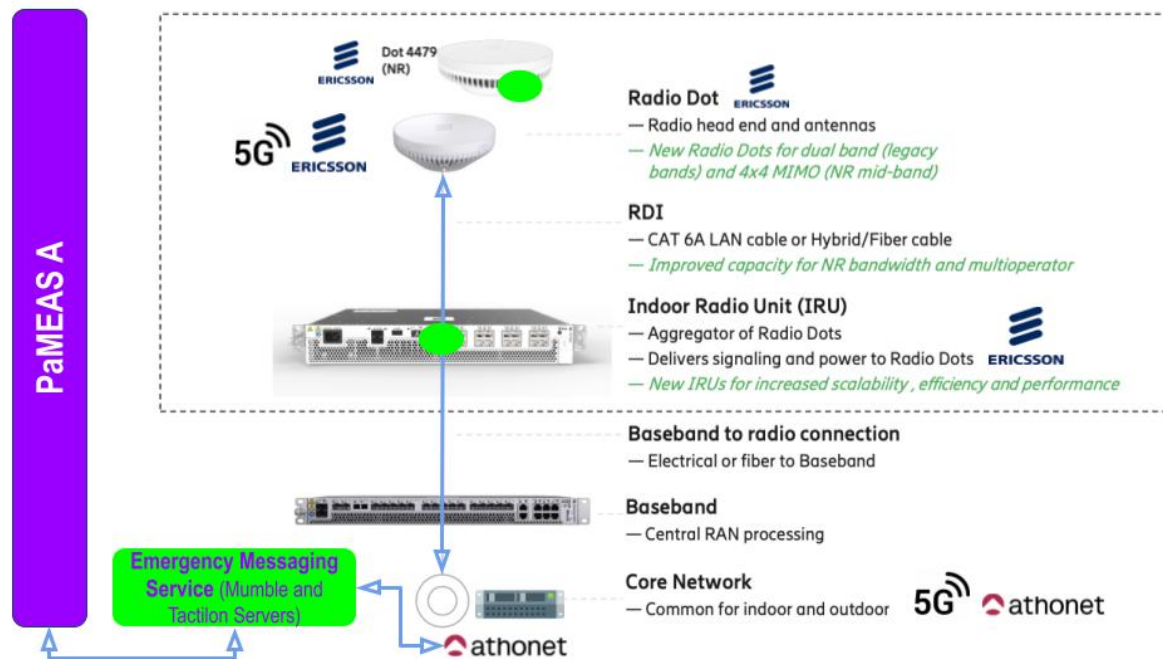 PaMEAS A
ERICSSON
Dot 4479
(NR)
5G
ERICSSON
Radio Dot
ERICSSON
— Radio head end and antennas
— New Radio Dots for dual band (legacy
bands) and 4x4 MIMO (NR mid-band)
RDI
— CAT 6A LAN cable or Hybrid/Fiber cable
— Improved capacity for NR bandwidth and multioperator
Indoor Radio Unit (IRU)
— Aggregator of Radio Dots
— Delivers signaling and power to Radio Dots
ERICSSON
— New IRUs for increased scalability , efficiency and performance
Baseband to radio connection
— Electrical or fiber to Baseband
Baseband
— Central RAN processing
Emergency Messaging
Service (Mumble and
Tactilon Servers)
Core Network
— Common for indoor and outdoor
5G
athonet
athonet